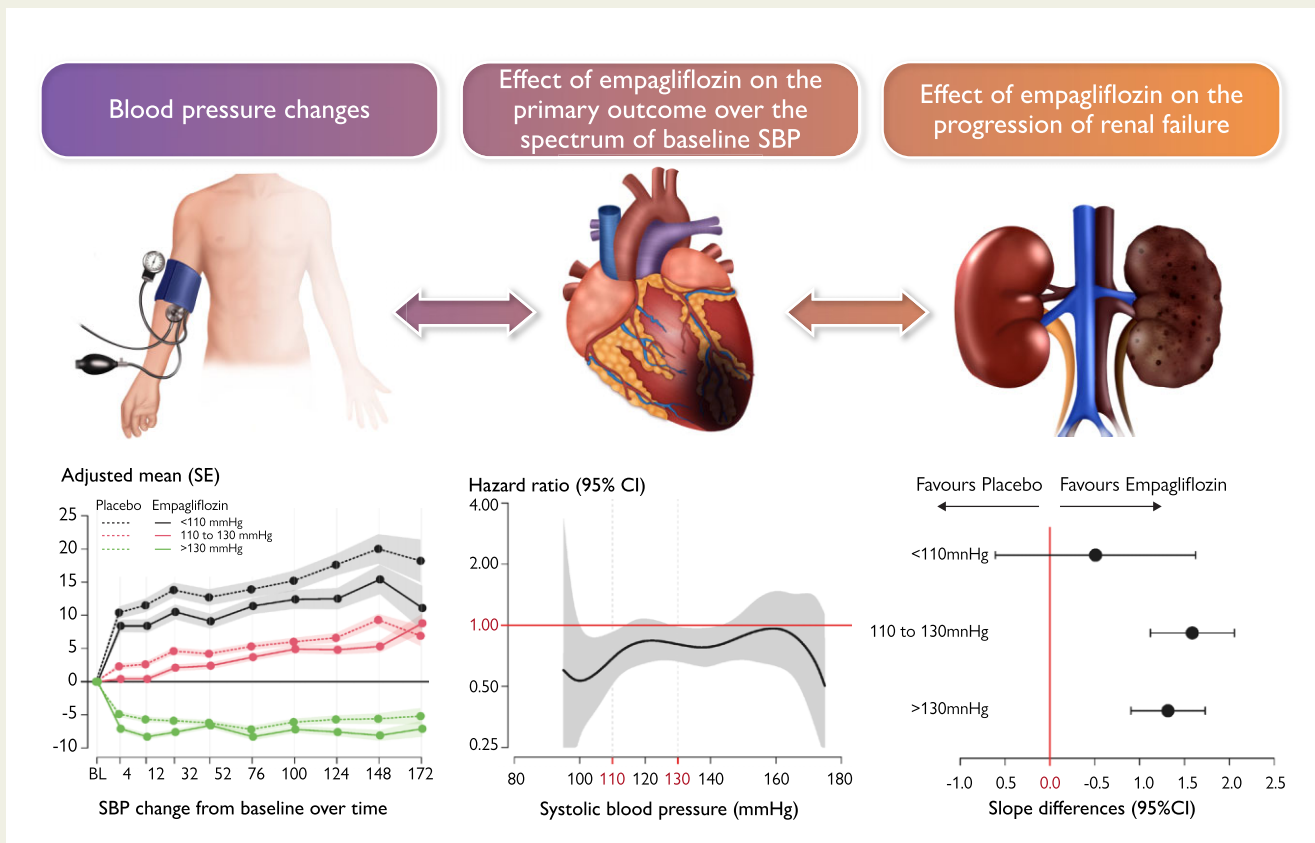 Blood pressure changes
Effect of empagliflozin on the
primary outcome over the
spectrum of baseline SBP
Effect of empagliflozin on the
progression of renal failure
Adjusted mean (SE)
Placebo Empagliflozin
<110 mmHg
110 to 130 mmHg
>130 mmHg
25
20
15
10
5
0
-5
-10
BL 4 12 32 52 76 100 124 148 172
SBP change from baseline over time
Hazard ratio (95% CI)
4.00
2.00
1.00
0.50
0.25
80 100 110 120 130 140 160 180
Systolic blood pressure (mmHg)
Favours Placebo Favours Empagliflozin
<110mnHg
110 to 130mnHg
>130mnHg
-1.0 0.5 0.0 -0.5 1.0 1.5 2.0 2.5
Slope differences (95%CI)